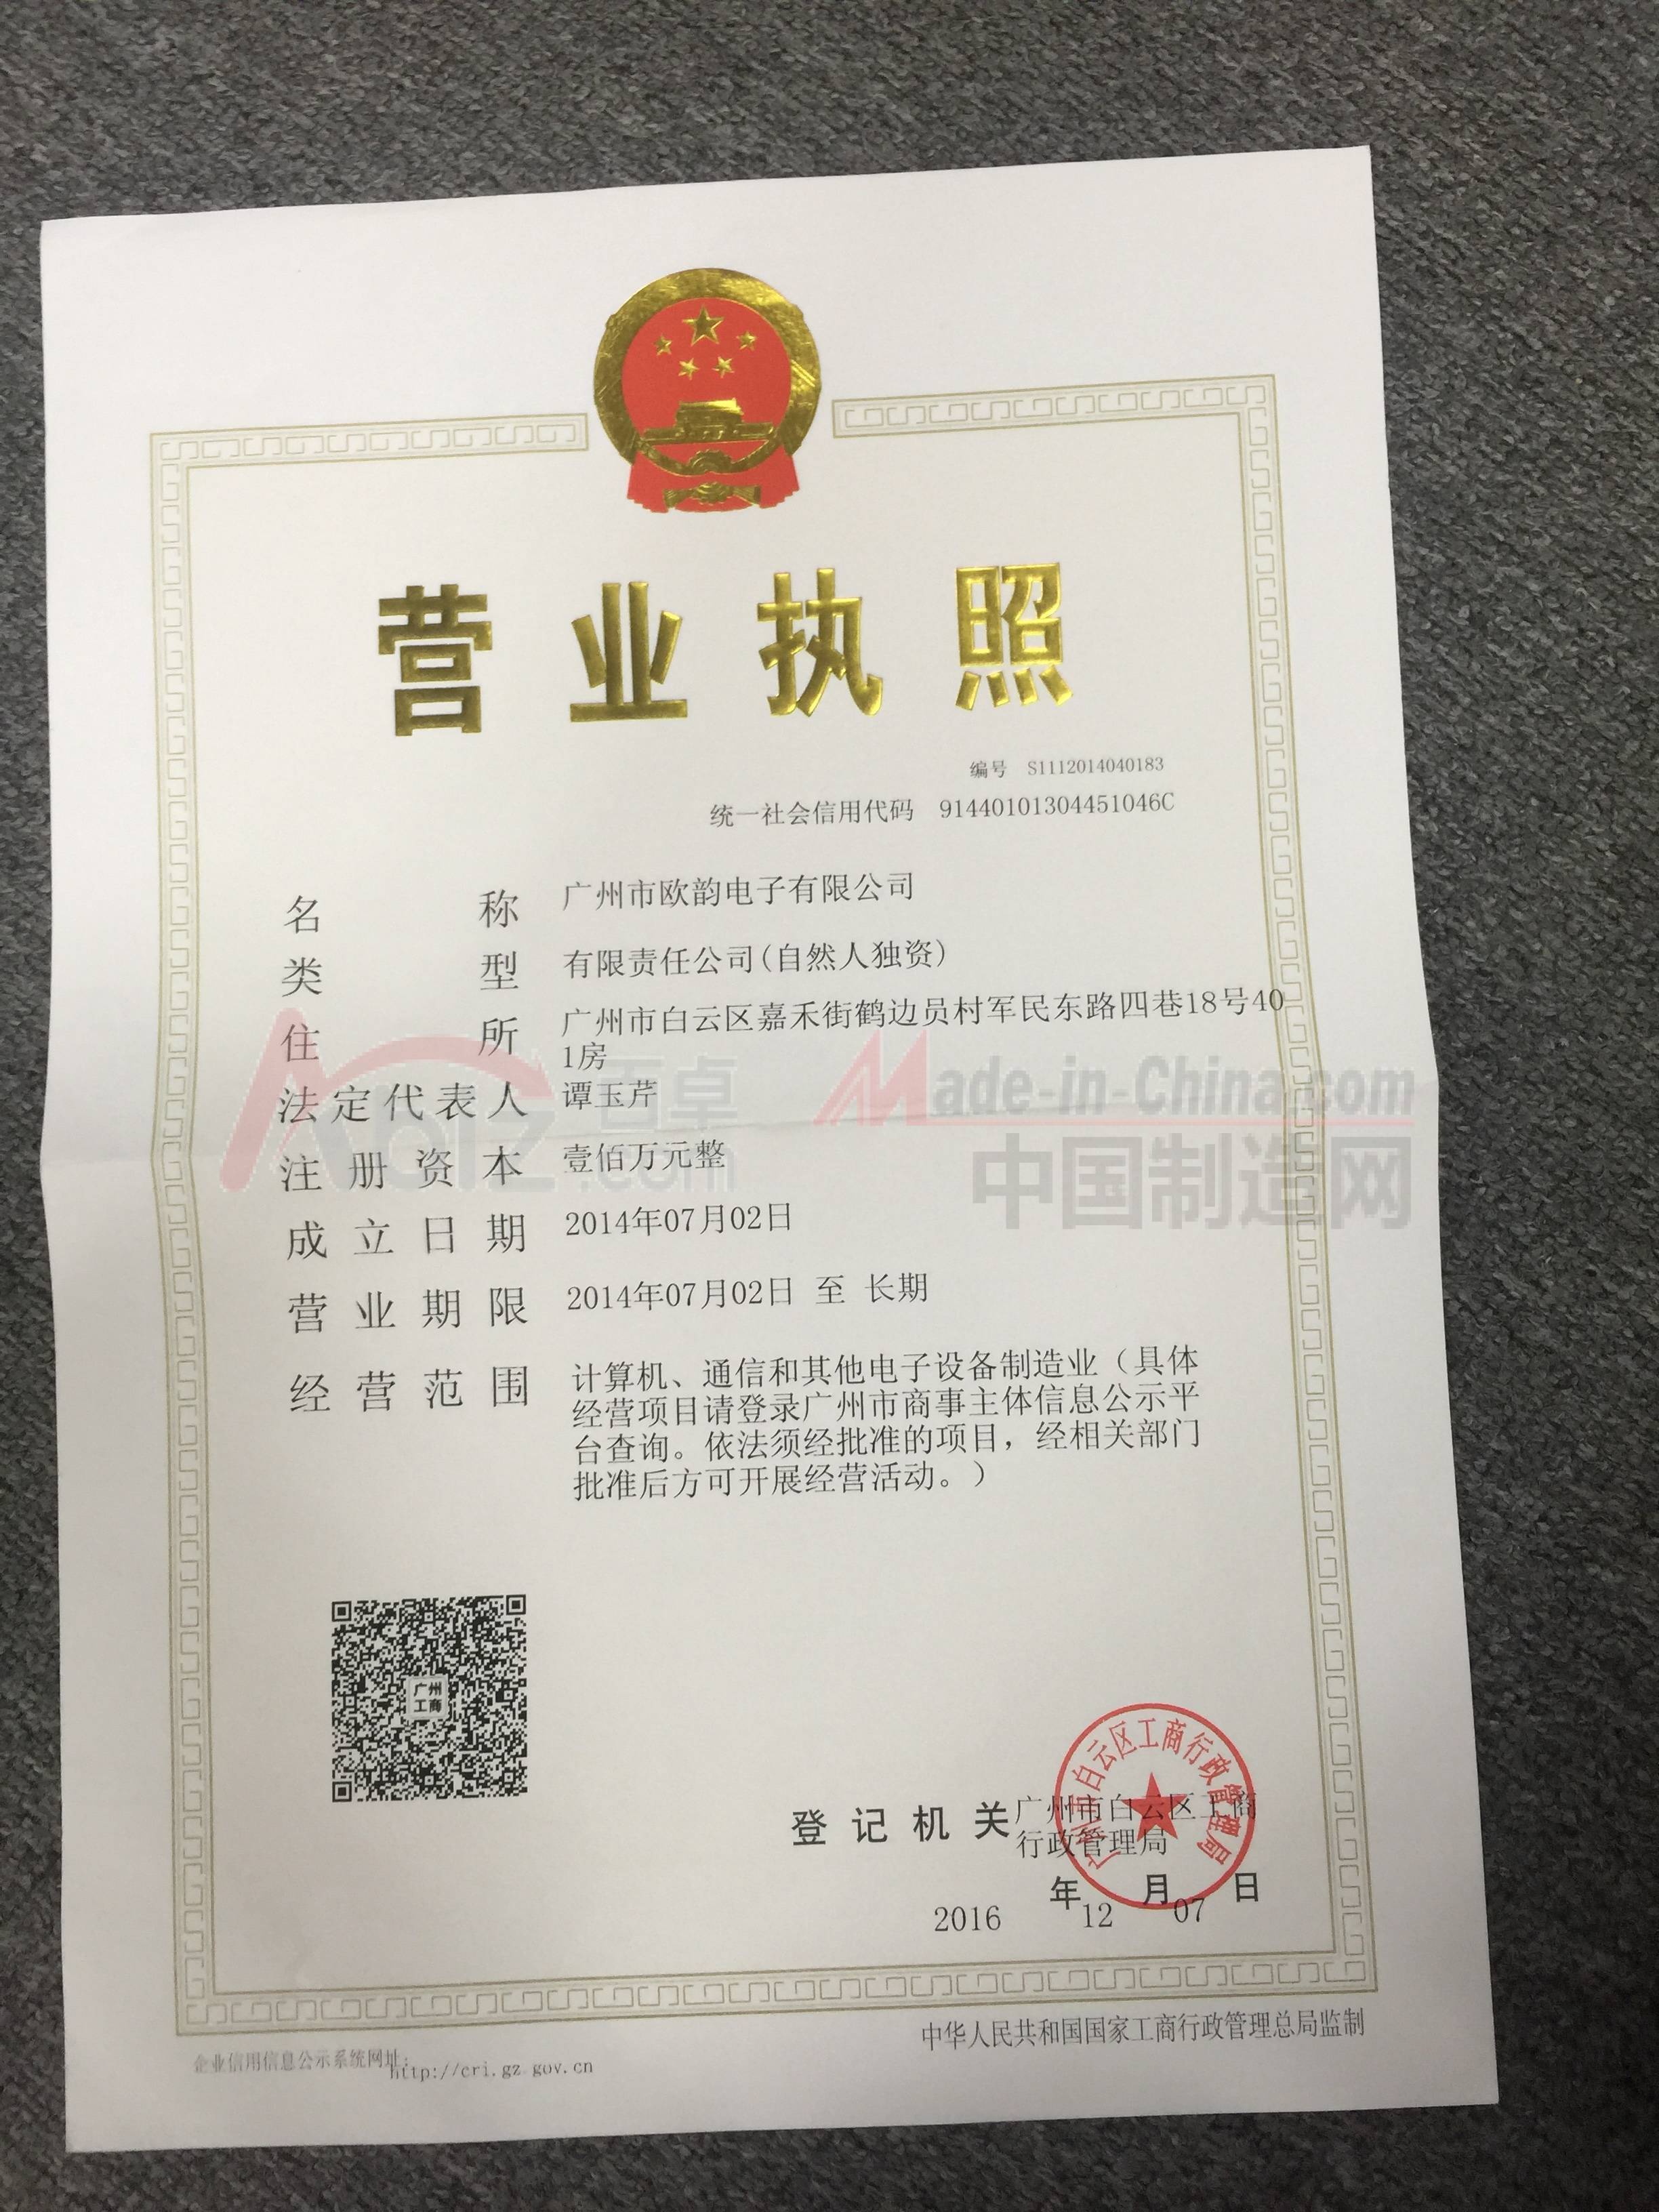 营业执照
编号 S1112014040183
统一社会信用代码 91440101304451046C
名称 广州市欧韵电子有限公司
类型 有限责任公司(自然人独资)
住所 广州市白云区嘉禾街鹤边员村军民东路四巷18号40
1房
法定代表人 谭玉芹
注册资本 壹佰万元整
成立日期 2014年07月02日
营业期限 2014年07月02日 至 长期
经营范围 计算机、通信和其他电子设备制造业（具体
经营项目请登录广州市商事主体信息公示平
台查询。依法须经批准的项目，经相关部门
批准后方可开展经营活动。）
Abiz 百卓
.com
Made-in-China.com
中国制造网
广州
工商
登记机关 广州市白云区工商
行政管理局
广州市白云区工商行政管理局
2016年12月07日
中华人民共和国国家工商行政管理总局监制
企业信用信息公示系统网址：http://cri.gz.gov.cn